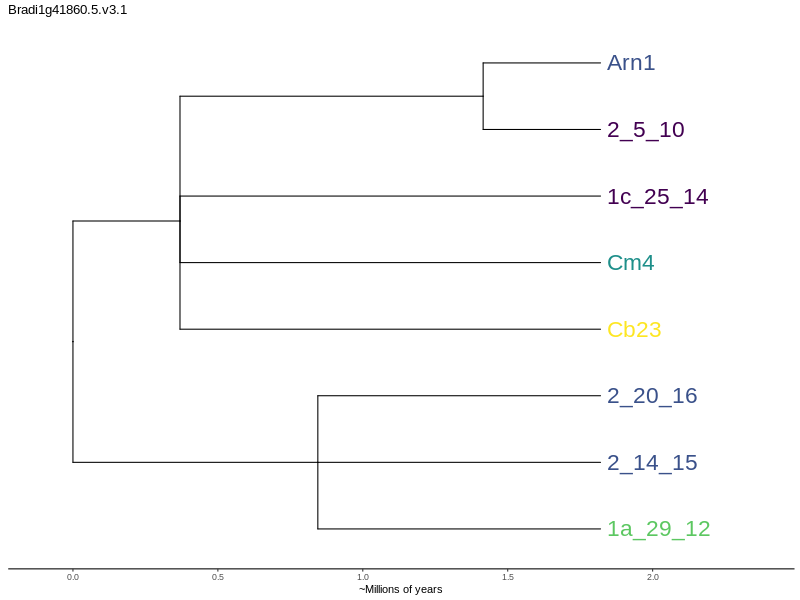 Bradi1g41860.5.v3.1
Arn1
2_5_10
1c_25_14
Cm4
Cb23
2_20_16
2_14_15
1a_29_12
0.0 0.5 1.0 1.5 2.0
~Millions of years